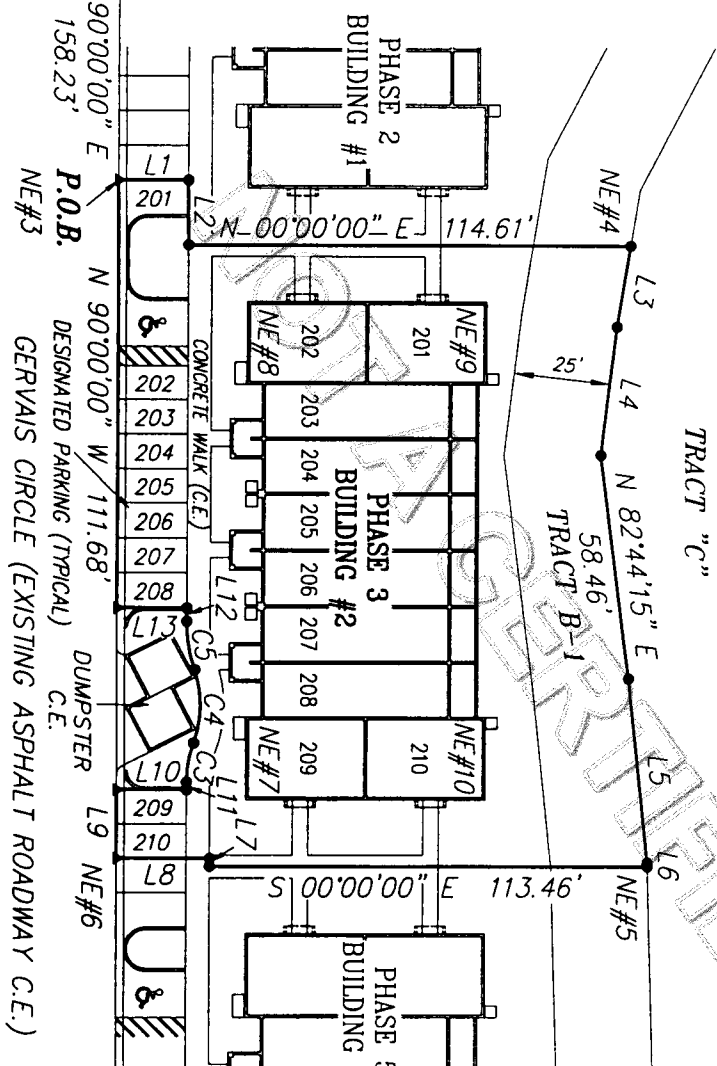 TRACT "C"
NE#4
L3
L4
N 82°44'15" E
58.46'
L5
L6
NE#5
25'
TRACT B-1
PHASE 2
BUILDING #1
L2
N 00°00'00" E 114.61'
NE#9
NE#8
201
202
203
204
205
206
207
208
209
210
PHASE 3
BUILDING #2
NE#10
NE#7
S 00°00'00" E 113.46'
PHASE 5
BUILDING
CONCRETE WALK (C.E.)
L1
201
202
203
204
205
206
207
208
L12
L13
C5
C4
C3
L11
L10
L7
209
210
L8
90°00'00" E
158.23'
P.O.B.
NE#3
N 90°00'00" W 111.68'
DESIGNATED PARKING (TYPICAL)
DUMPSTER
C.E.
L9
NE#6
GERVAIS CIRCLE (EXISTING ASPHALT ROADWAY C.E.)
NOT A CERTIFIE